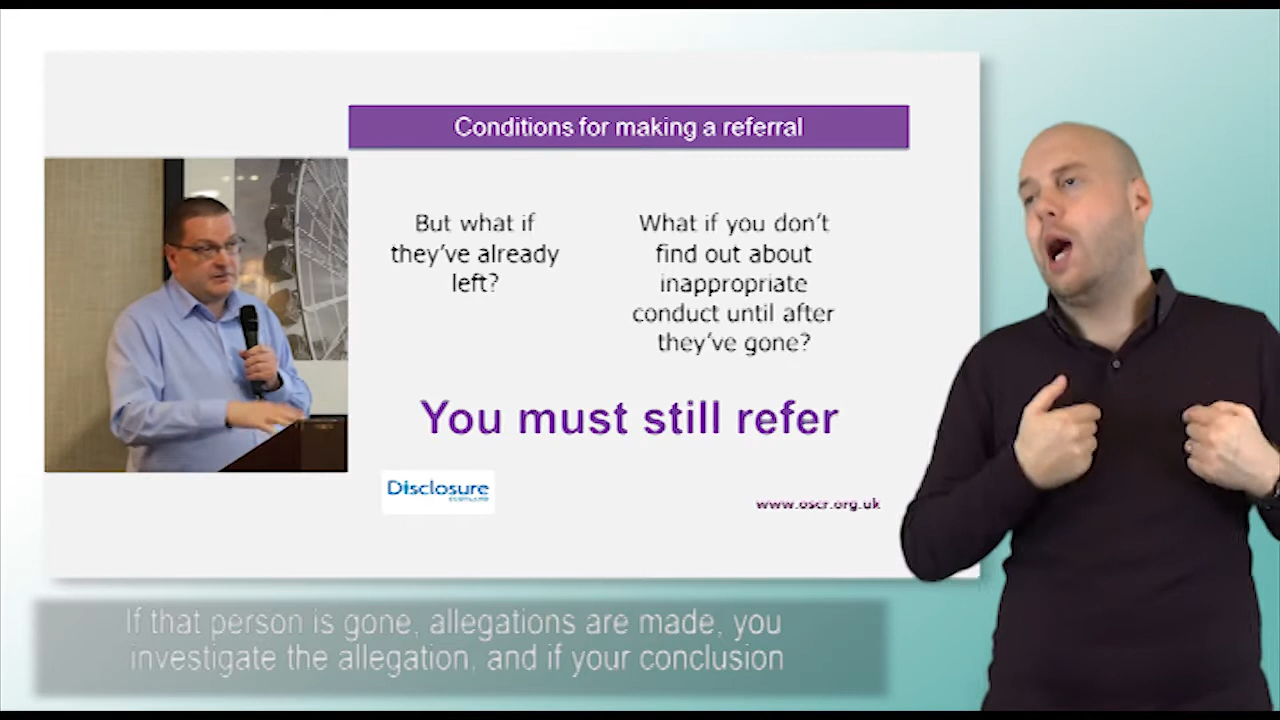 Conditions for making a referral
But what if
they've already
left?
What if you don't
find out about
inappropriate
conduct until after
they've gone?
You must still refer
Disclosure
www.oscr.org.uk
If that person is gone, allegations are made, you
investigate the allegation, and if your conclusion